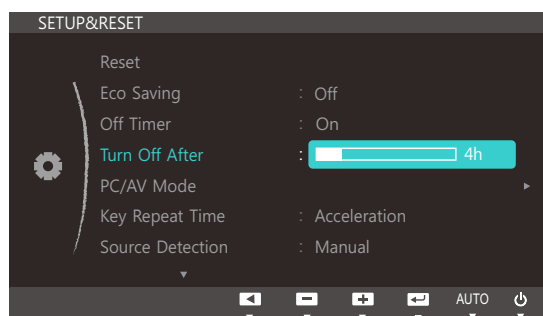 SETUP&RESET
Reset
Eco Saving : Off
Off Timer : On
Turn Off After : 4h
PC/AV Mode
Key Repeat Time : Acceleration
Source Detection : Manual
AUTO